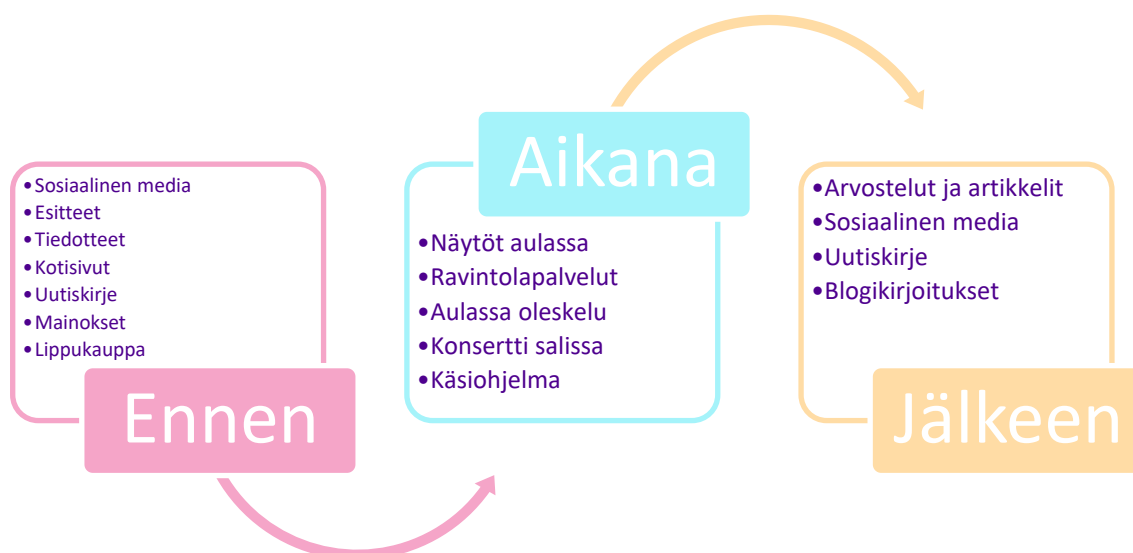 •Sosiaalinen media
•Esitteet
•Tiedotteet
•Kotisivut
•Uutiskirje
•Mainokset
•Lippukauppa
Ennen
Aikana
•Näytöt aulassa
•Ravintolapalvelut
•Aulassa oleskelu
•Konsertti salissa
•Käsiohjelma
•Arvostelut ja artikkelit
•Sosiaalinen media
•Uutiskirje
•Blogikirjoitukset
Jälkeen